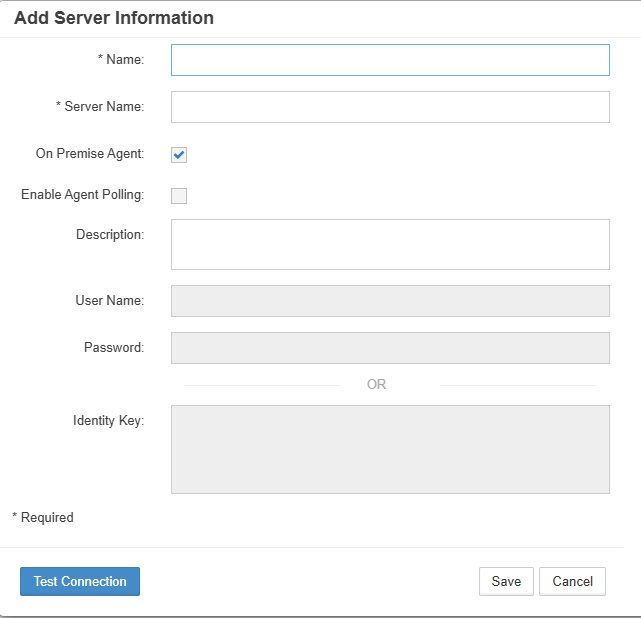 Add Server Information
* Name:
* Server Name:
On Premise Agent:
Enable Agent Polling:
Description:
User Name:
Password:
OR
Identity Key:
* Required
Test Connection Save Cancel